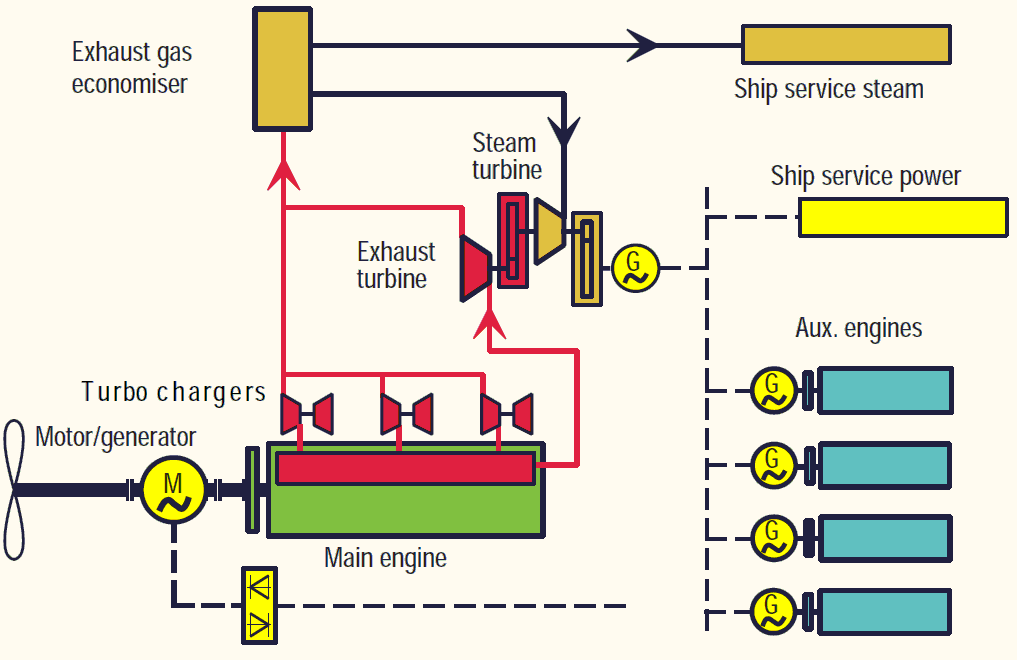 Exhaust gas
economiser
Ship service steam
Steam
turbine
Ship service power
Exhaust
turbine
G
Aux. engines
Turbo chargers
G
Motor/generator
G
M
G
Main engine
G